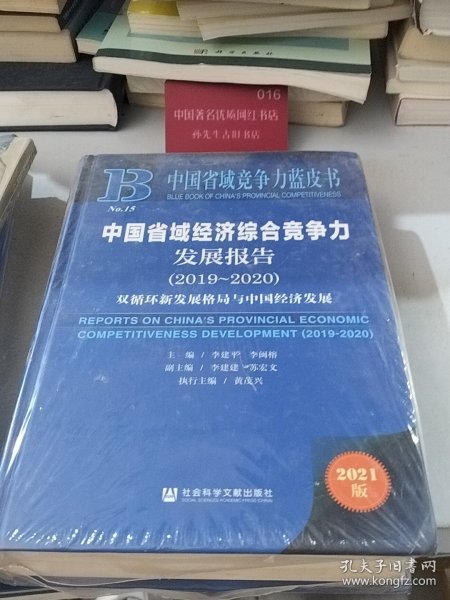 016
中国著名优质网红书店
孙先生古旧书店
B
No.15
中国省域竞争力蓝皮书
BLUE BOOK OF CHINA'S PROVINCIAL COMPETITIVENESS
中国省域经济综合竞争力
发展报告
(2019~2020)
双循环新发展格局与中国经济发展
REPORTS ON CHINA'S PROVINCIAL ECONOMIC
COMPETITIVENESS DEVELOPMENT (2019-2020)
主 编 / 李建平 李闽榕
副主编 / 李建建 苏宏文
执行主编 / 黄茂兴
2021
版
社会科学文献出版社
SOCIAL SCIENCES ACADEMIC PRESS (CHINA)
孔夫子旧书网
www.kongfz.com